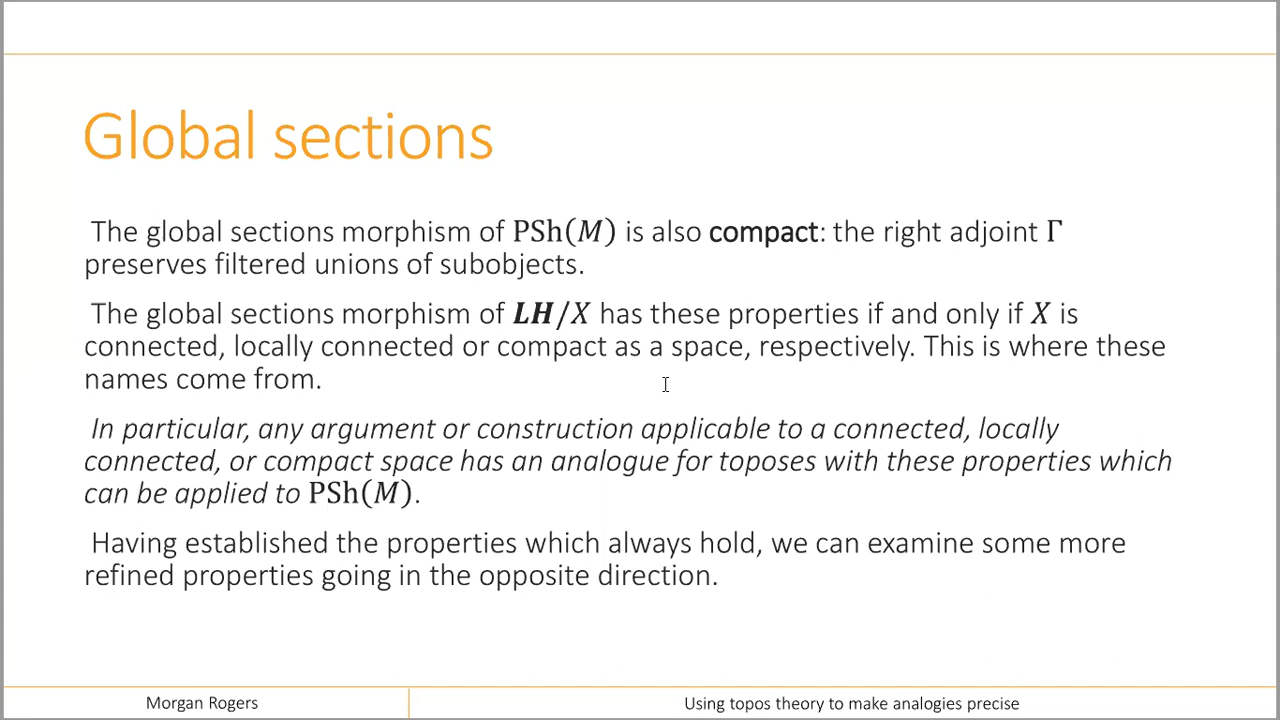 Global sections
The global sections morphism of PSh(M) is also compact: the right adjoint Γ
preserves filtered unions of subobjects.
The global sections morphism of LH/X has these properties if and only if X is
connected, locally connected or compact as a space, respectively. This is where these
names come from.
In particular, any argument or construction applicable to a connected, locally
connected, or compact space has an analogue for toposes with these properties which
can be applied to PSh(M).
Having established the properties which always hold, we can examine some more
refined properties going in the opposite direction.
Morgan Rogers
Using topos theory to make analogies precise